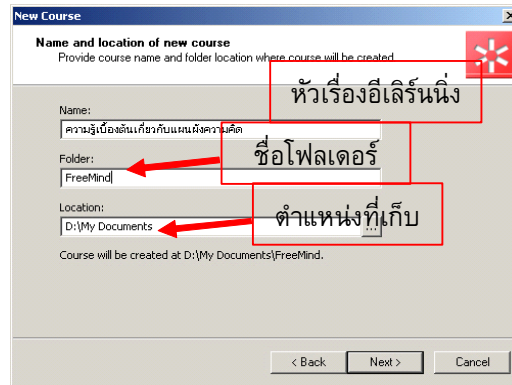 New Course
Name and location of new course
Provide course name and folder location where course will be created.
หัวเรื่องอีเลิร์นนิ่ง
Name:
ความรู้เบื้องต้นเกี่ยวกับแผนผังความคิด
ชื่อโฟลเดอร์
Folder:
FreeMind
Location:
ตำแหน่งที่เก็บ
D:\My Documents
...
Course will be created at D:\My Documents\FreeMind.
< Back
Next >
Cancel